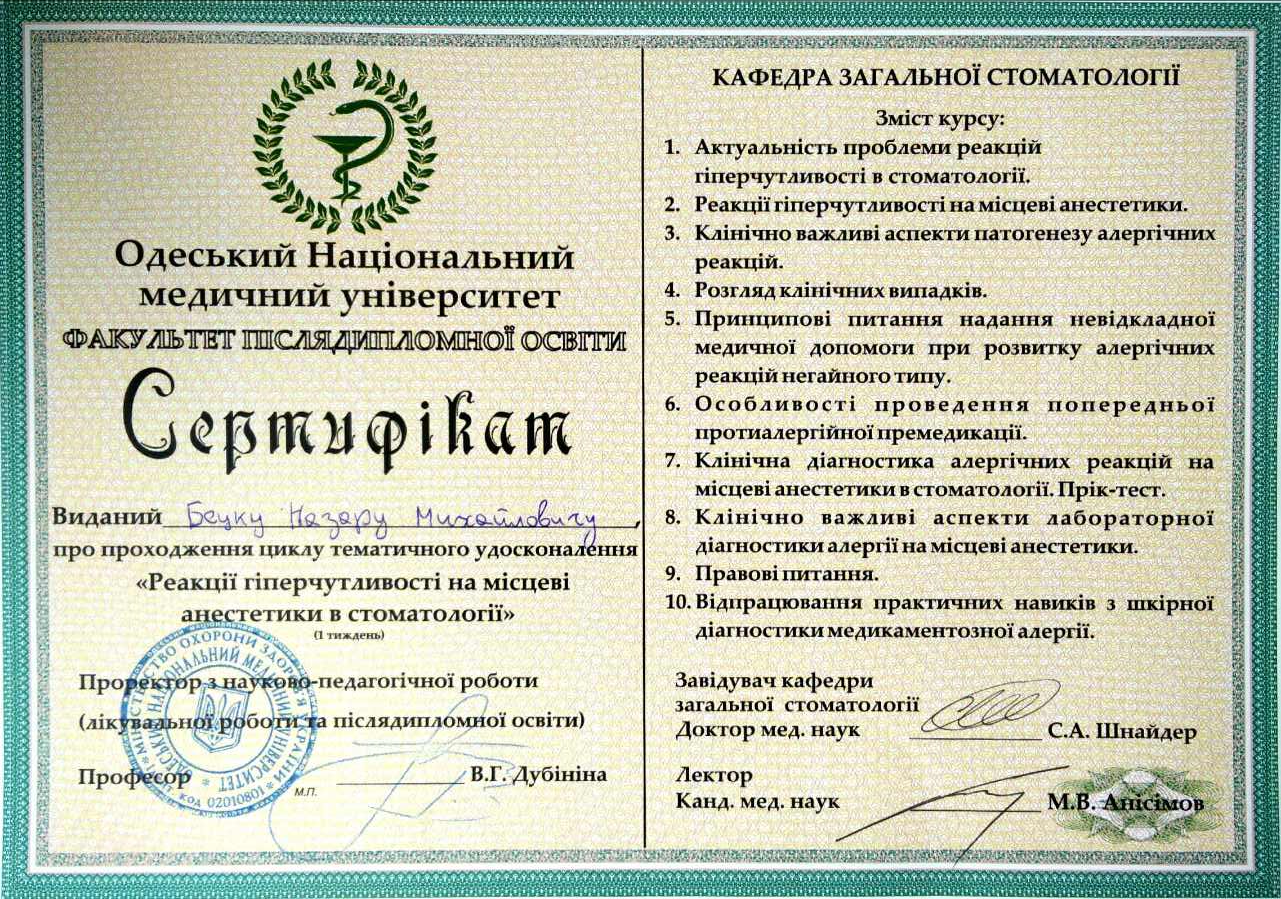 Одеський Національний
медичний університет
ФАКУЛЬТЕТ ПІСЛЯДИПЛОМНОЇ ОСВІТИ
Сертифікат
Виданий Бецку Назару Михайловичу,
про проходження циклу тематичного удосконалення
«Реакції гіперчутливості на місцеві
анестетики в стоматології»
(1 тиждень)
Проректор з науково-педагогічної роботи
(лікувальної роботи та післядипломної освіти)
Професор В.Г. Дубініна
М.П.
МІНІСТЕРСТВО ОХОРОНИ ЗДОРОВ'Я УКРАЇНИ
ОДЕСЬКИЙ НАЦІОНАЛЬНИЙ МЕДИЧНИЙ УНІВЕРСИТЕТ
код 02010801
КАФЕДРА ЗАГАЛЬНОЇ СТОМАТОЛОГІЇ
Зміст курсу:
1. Актуальність проблеми реакцій
гіперчутливості в стоматології.
2. Реакції гіперчутливості на місцеві анестетики.
3. Клінічно важливі аспекти патогенезу алергічних
реакцій.
4. Розгляд клінічних випадків.
5. Принципові питання надання невідкладної
медичної допомоги при розвитку алергічних
реакцій негайного типу.
6. Особливості проведення попередньої
протиалергійної премедикації.
7. Клінічна діагностика алергічних реакцій на
місцеві анестетики в стоматології. Прік-тест.
8. Клінічно важливі аспекти лабораторної
діагностики алергії на місцеві анестетики.
9. Правові питання.
10. Відпрацювання практичних навиків з шкірної
діагностики медикаментозної алергії.
Завідувач кафедри
загальної стоматології
Доктор мед. наук С.А. Шнайдер
Лектор
Канд. мед. наук М.В. Анісімов